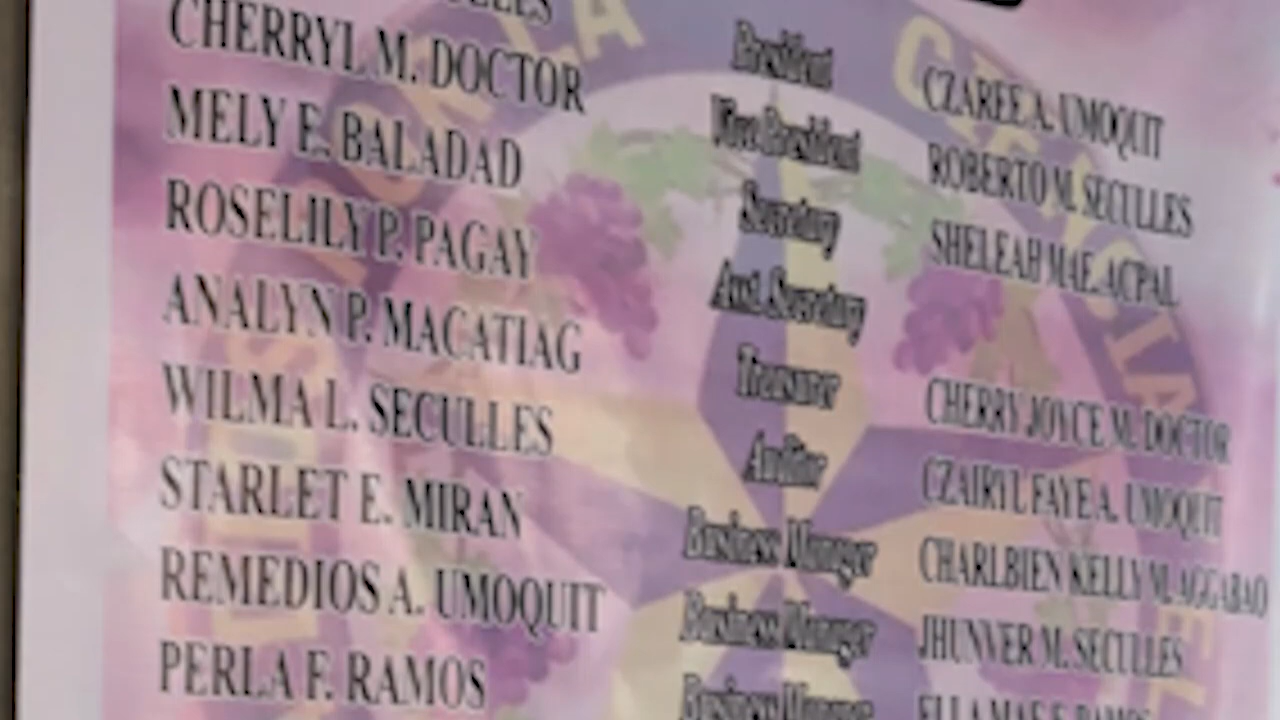 CHERRYL M. DOCTOR President CZAREE A. UMOQUIT
MELY E. BALADAD Vice President ROBERTO M. SECULLES
ROSELILY P. PAGAY Secretary SHELEAH MAE. ACPAL
ANALYN P. MACATIAG Asst. Secretary
WILMA L. SECULLES Treasurer CHERRY JOYCE M. DOCTOR
STARLET E. MIRAN Auditor CZAIRYL FAYE A. UMOQUIT
REMEDIOS A. UMOQUIT Business Manager CHARLBIEN KELLY M. AGGABAO
PERLA F. RAMOS Business Manager JHUNVER M. SECULLES
Business Manager